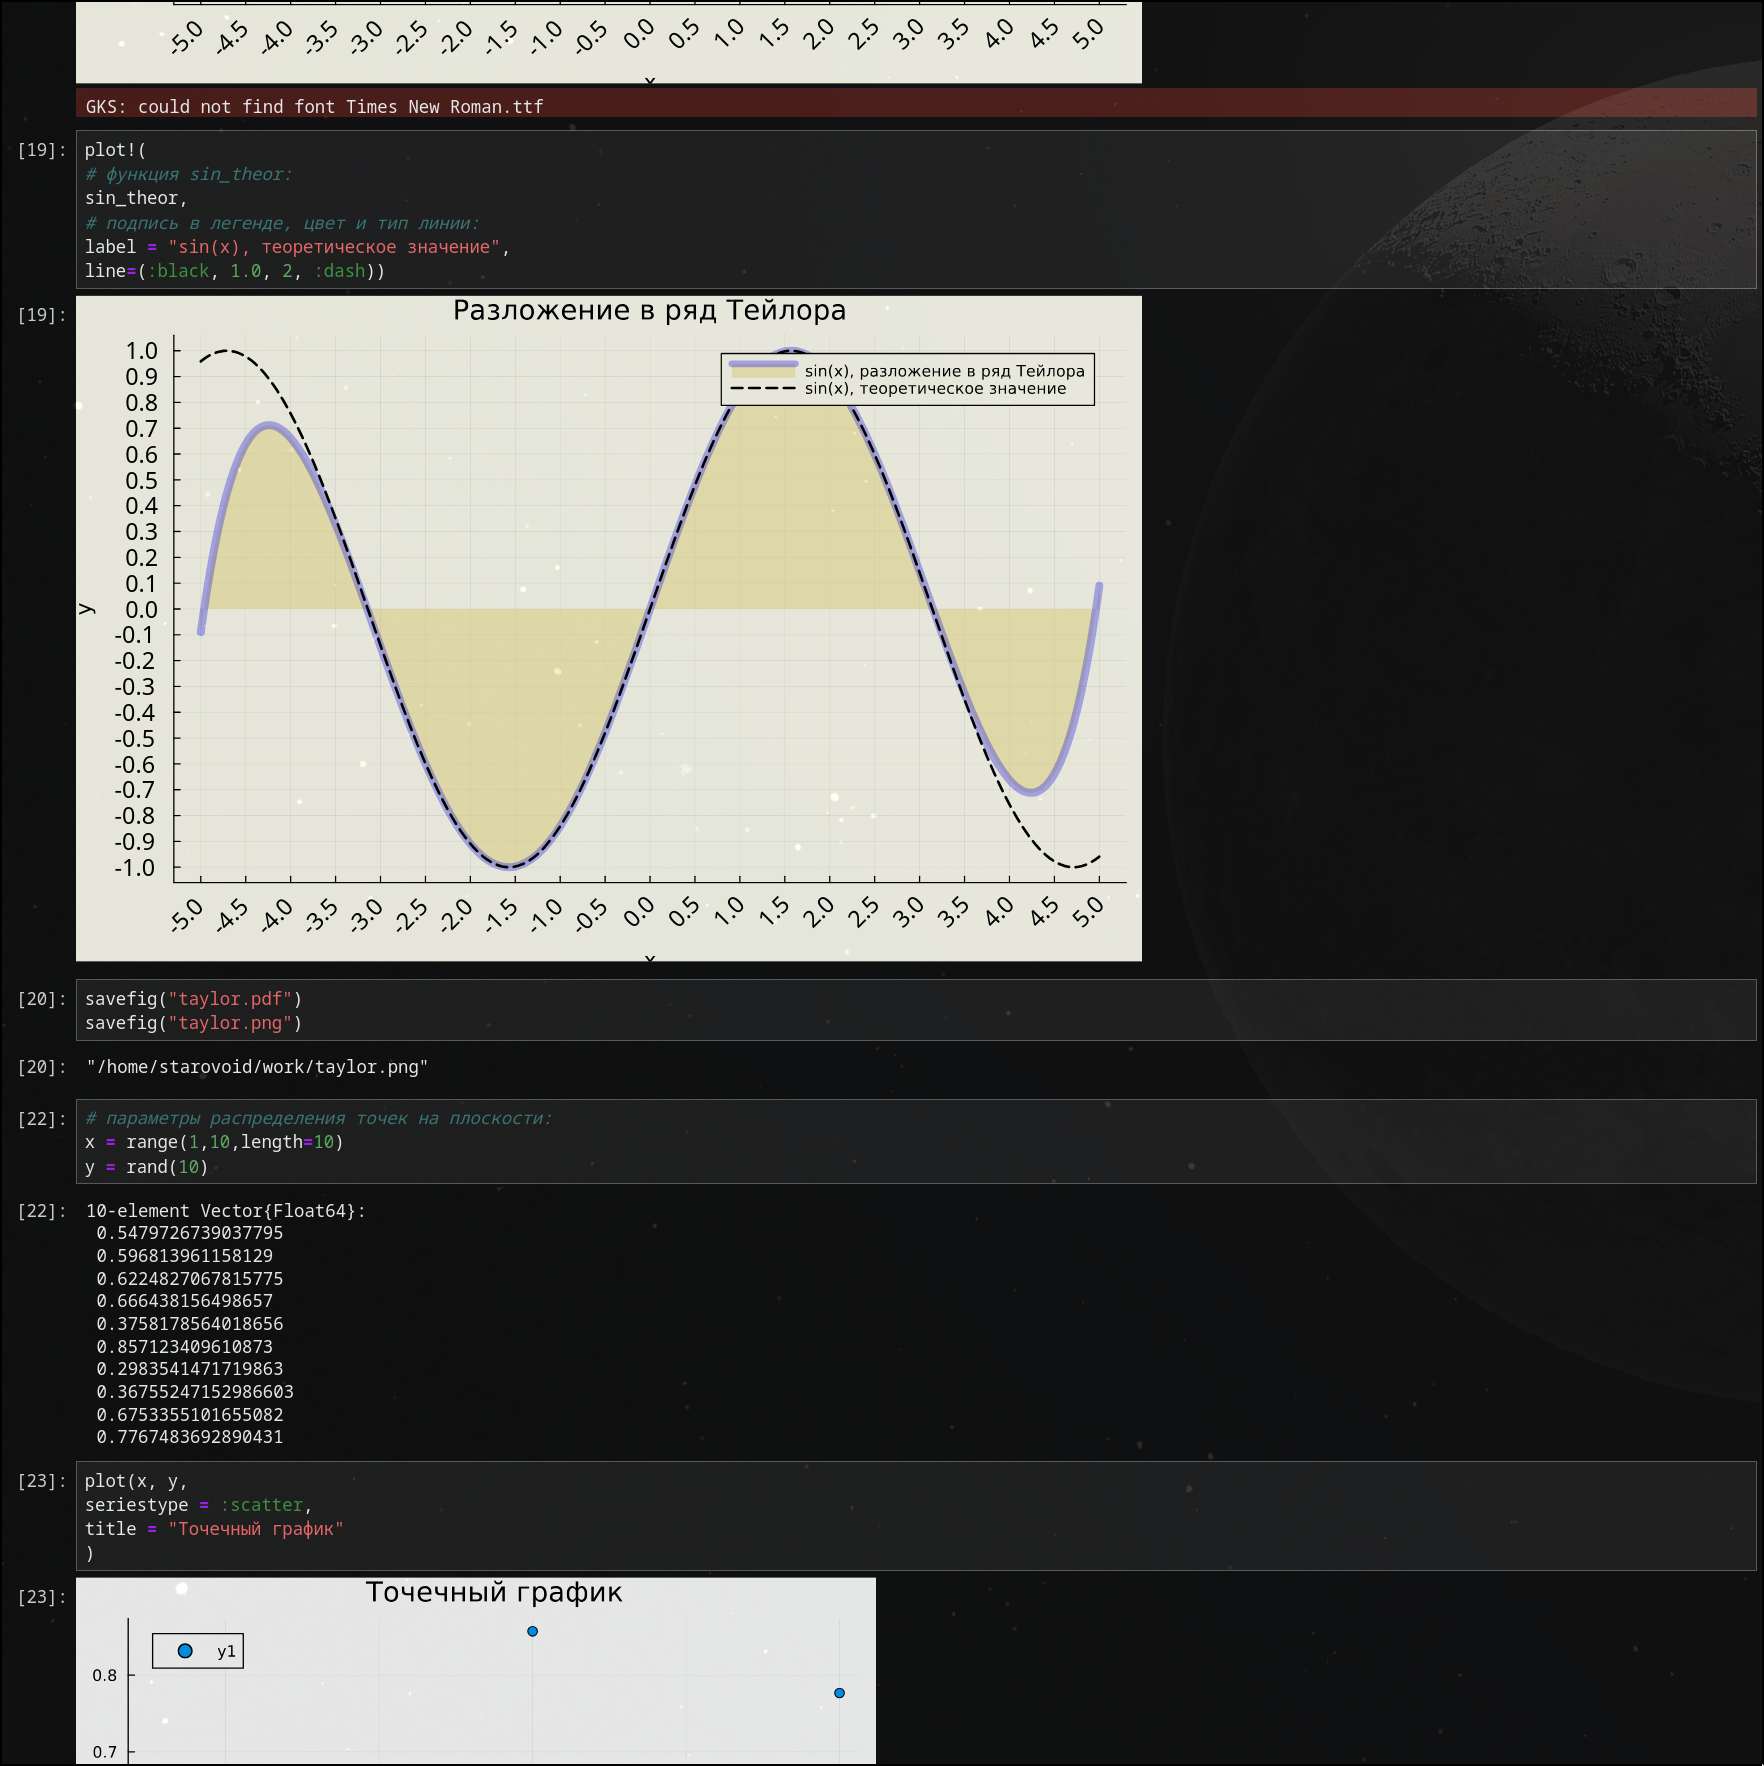 -5.0 -4.5 -4.0 -3.5 -3.0 -2.5 -2.0 -1.5 -1.0 -0.5 0.0 0.5 1.0 1.5 2.0 2.5 3.0 3.5 4.0 4.5 5.0
x
GKS: could not find font Times New Roman.ttf
[19]:
plot!(
# функция sin_theor:
sin_theor,
# подпись в легенде, цвет и тип линии:
label = "sin(x), теоретическое значение",
line=(:black, 1.0, 2, :dash))
[19]:
Разложение в ряд Тейлора
sin(x), разложение в ряд Тейлора
sin(x), теоретическое значение
1.0
0.9
0.8
0.7
0.6
0.5
0.4
0.3
0.2
0.1
0.0
-0.1
-0.2
-0.3
-0.4
-0.5
-0.6
-0.7
-0.8
-0.9
-1.0
y
-5.0 -4.5 -4.0 -3.5 -3.0 -2.5 -2.0 -1.5 -1.0 -0.5 0.0 0.5 1.0 1.5 2.0 2.5 3.0 3.5 4.0 4.5 5.0
x
[20]:
savefig("taylor.pdf")
savefig("taylor.png")
[20]:
"/home/starovoid/work/taylor.png"
[22]:
# параметры распределения точек на плоскости:
x = range(1,10,length=10)
y = rand(10)
[22]:
10-element Vector{Float64}:
0.5479726739037795
0.596813961158129
0.6224827067815775
0.666438156498657
0.3758178564018656
0.857123409610873
0.2983541471719863
0.36755247152986603
0.6753355101655082
0.7767483692890431
[23]:
plot(x, y,
seriestype = :scatter,
title = "Точечный график"
)
[23]:
Точечный график
y1
0.8
0.7